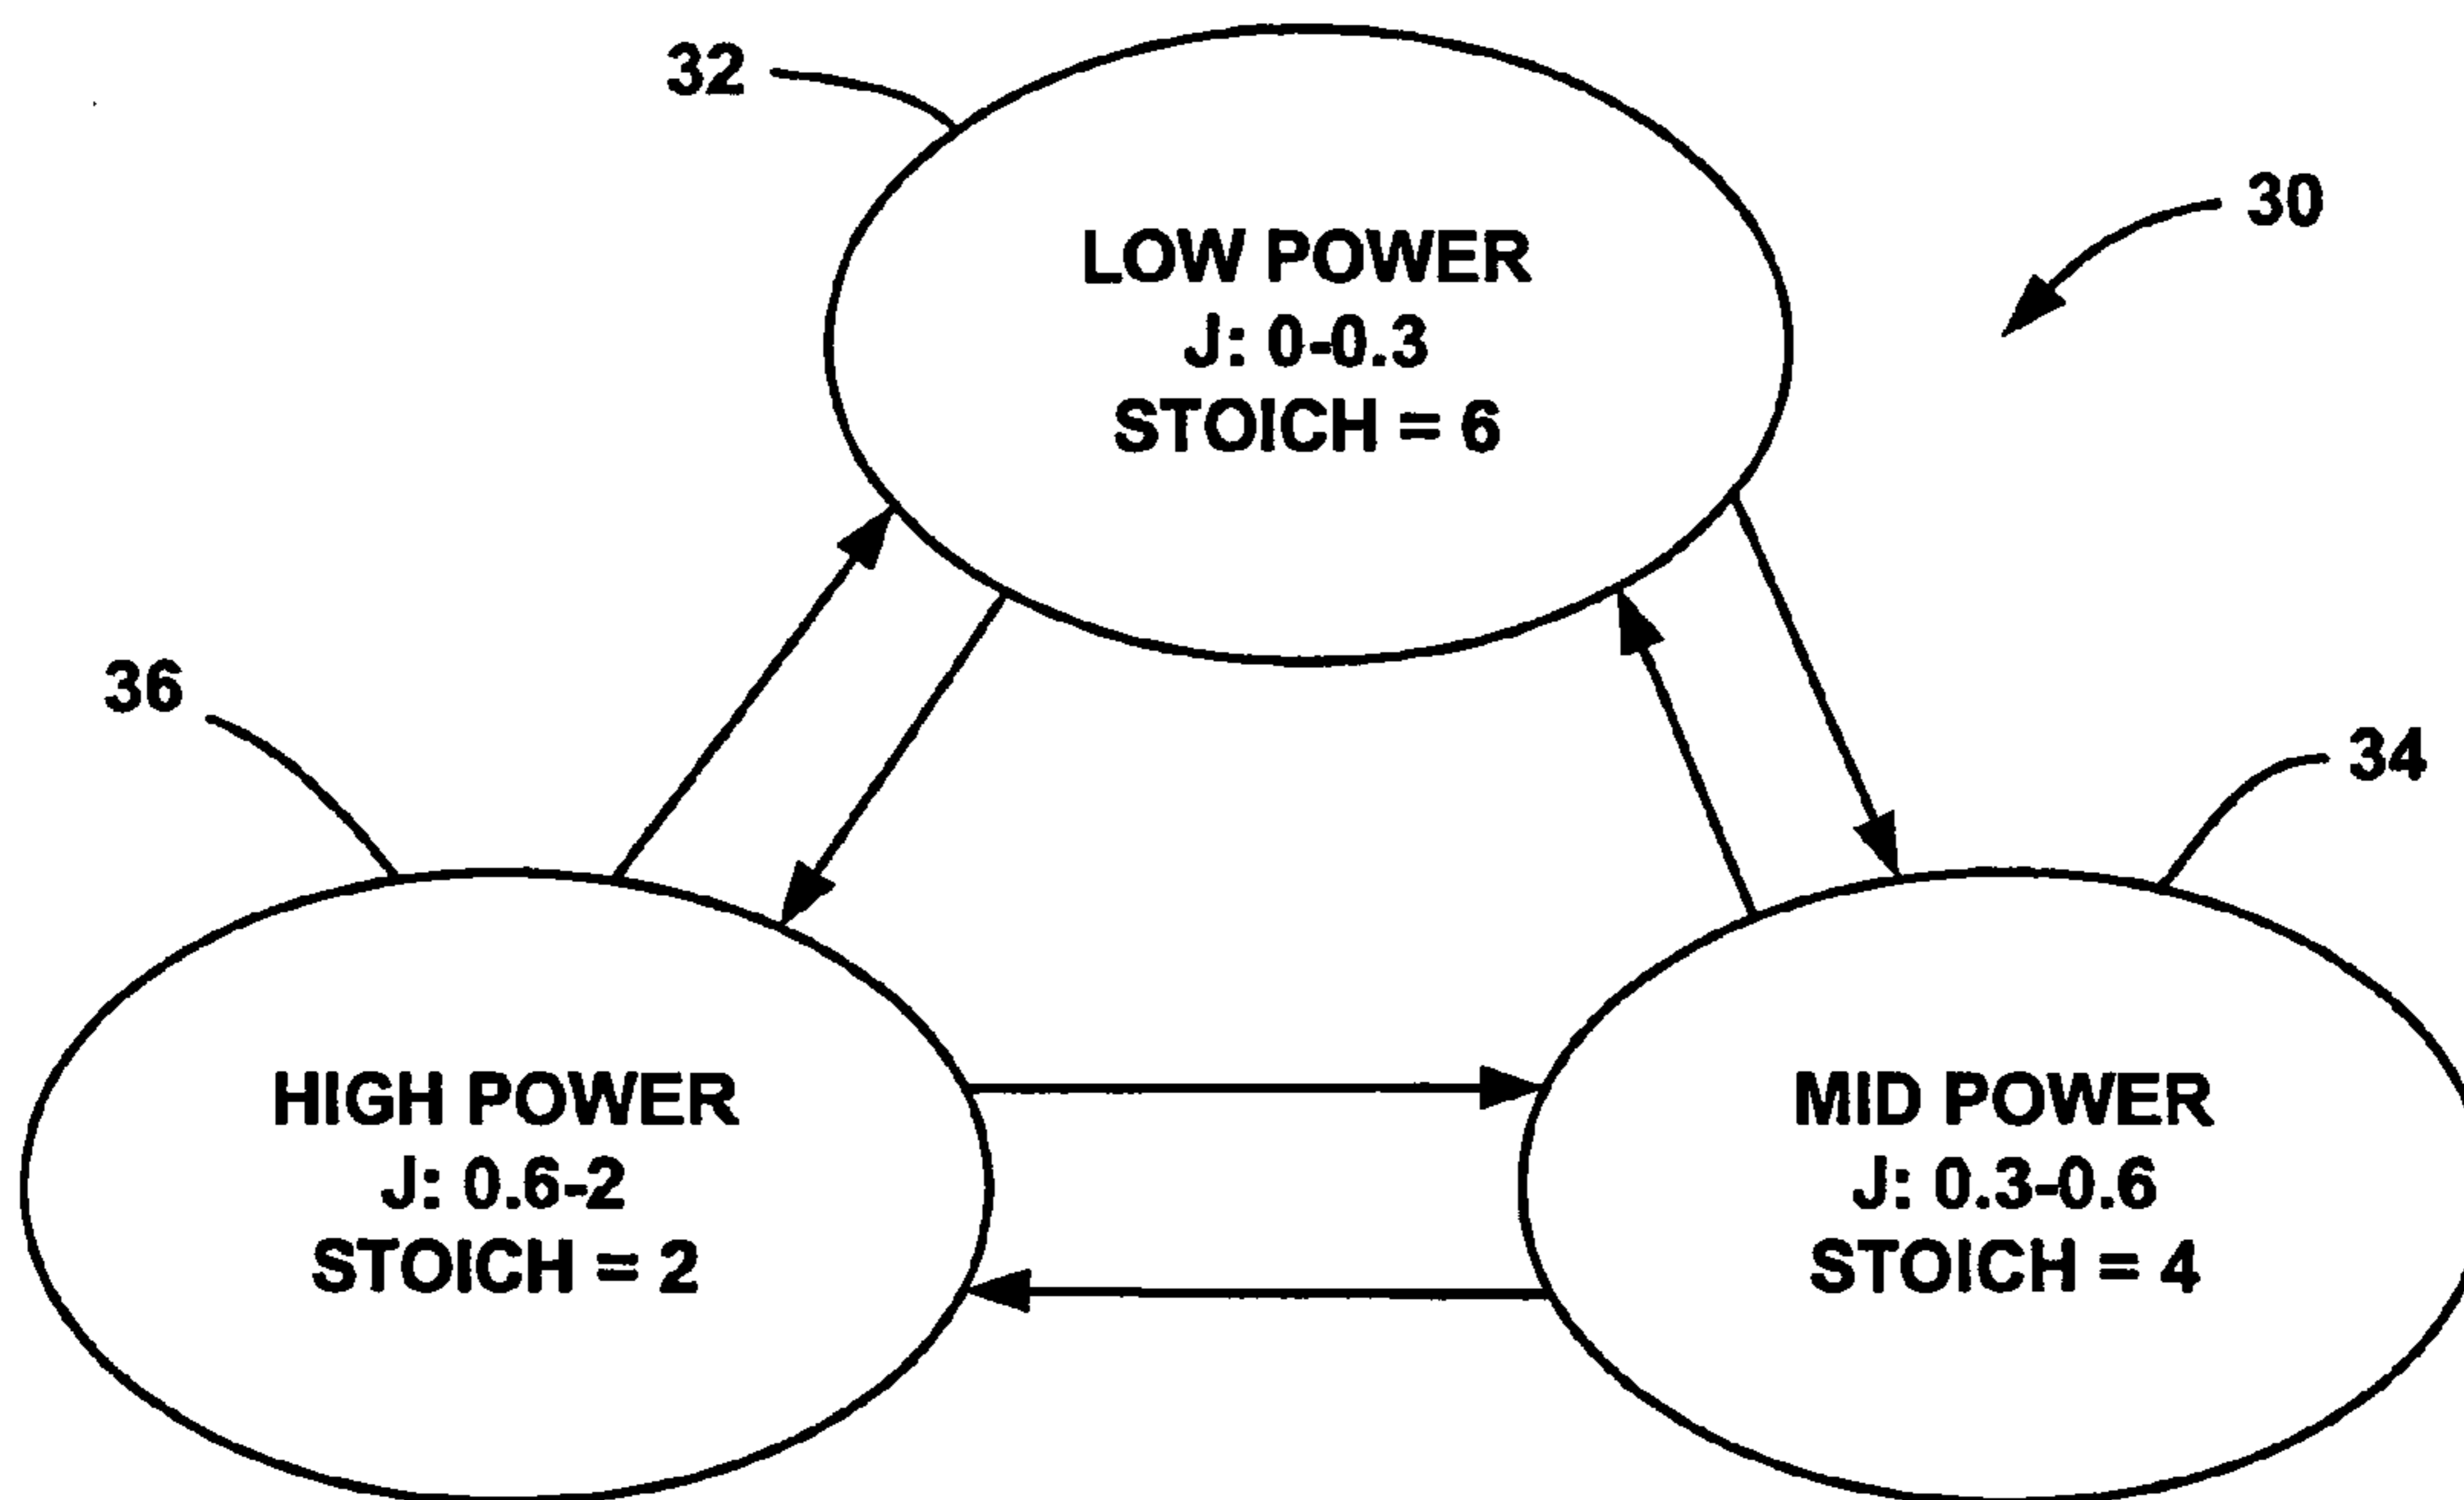 32
30
LOW POWER
J: 0-0.3
STOICH = 6
36
34
HIGH POWER
J: 0.6-2
STOICH = 2
MID POWER
J: 0.3-0.6
STOICH = 4